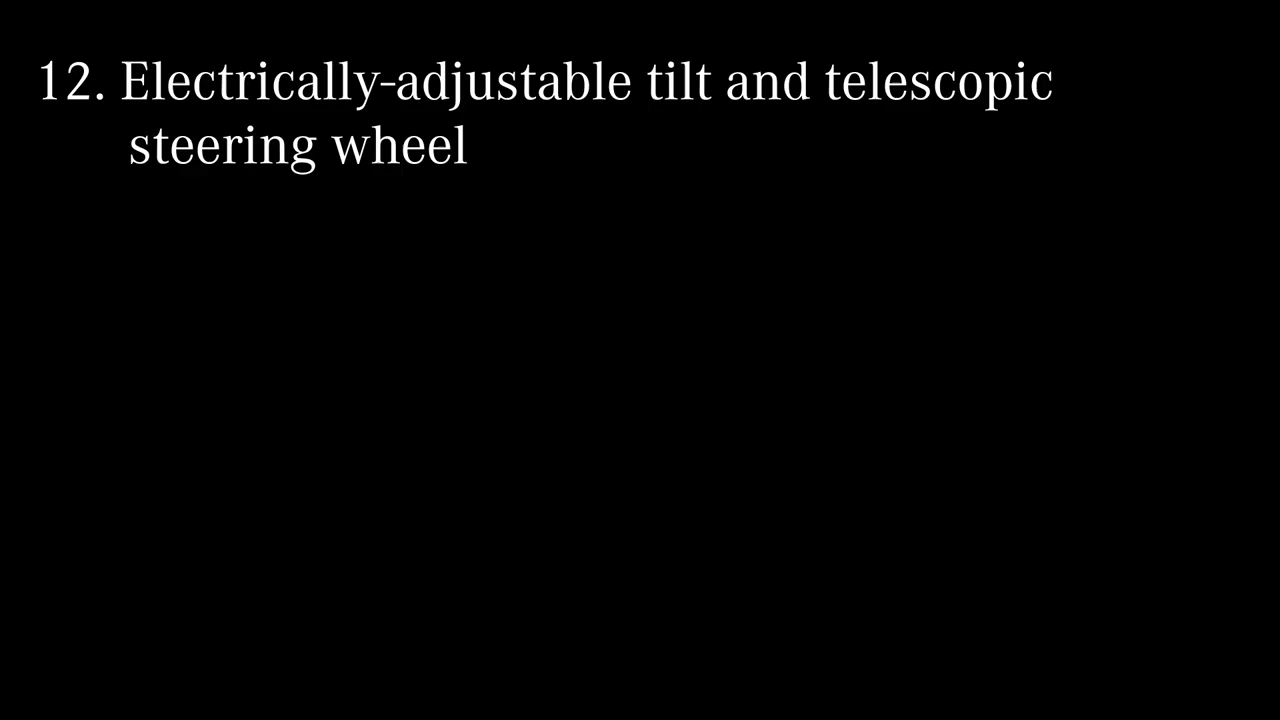 12. Electrically-adjustable tilt and telescopic
steering wheel